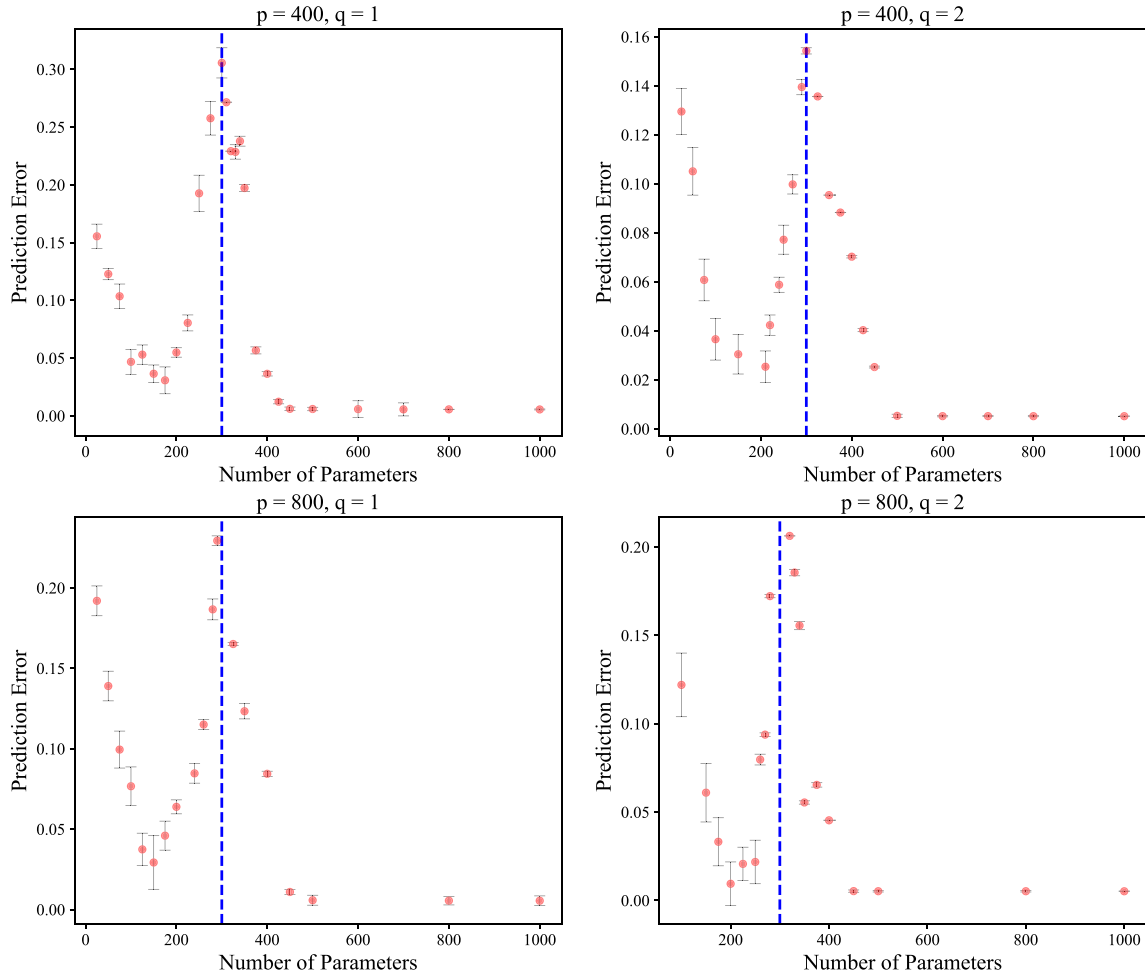 p = 400, q = 1
Prediction Error
0.30
0.25
0.20
0.15
0.10
0.05
0.00
0 200 400 600 800 1000
Number of Parameters
p = 400, q = 2
Prediction Error
0.16
0.14
0.12
0.10
0.08
0.06
0.04
0.02
0.00
0 200 400 600 800 1000
Number of Parameters
p = 800, q = 1
Prediction Error
0.20
0.15
0.10
0.05
0.00
0 200 400 600 800 1000
Number of Parameters
p = 800, q = 2
Prediction Error
0.20
0.15
0.10
0.05
0.00
200 400 600 800 1000
Number of Parameters